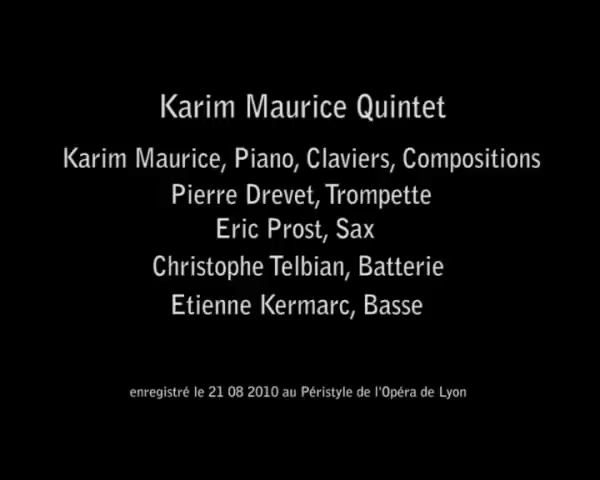 Karim Maurice Quintet
Karim Maurice, Piano, Claviers, Compositions
Pierre Drevet, Trompette
Eric Prost, Sax
Christophe Telbian, Batterie
Etienne Kermarc, Basse
enregistré le 21 08 2010 au Péristyle de l'Opéra de Lyon